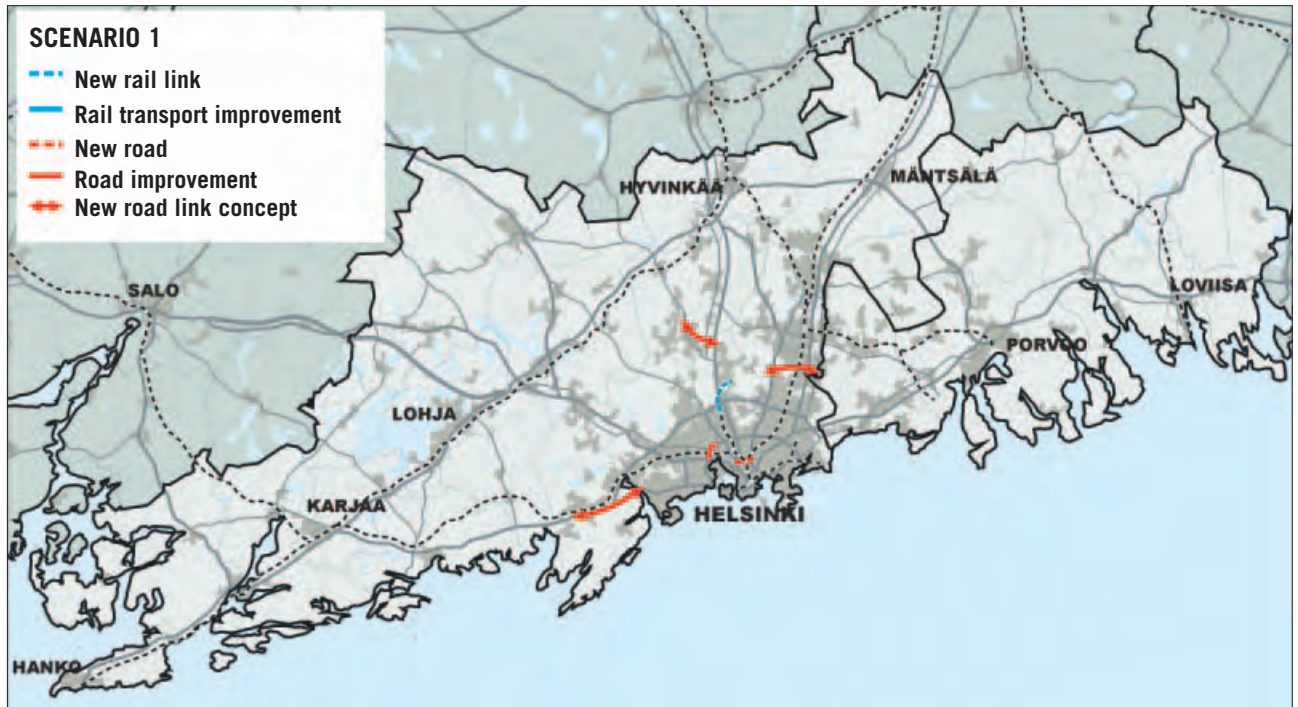 SCENARIO 1
New rail link
Rail transport improvement
New road
Road improvement
New road link concept
HYVINKÄÄ
MÄNTSÄLÄ
SALO
LOVIISA
PORVOO
LOHJA
KARJAA
HELSINKI
HANKO